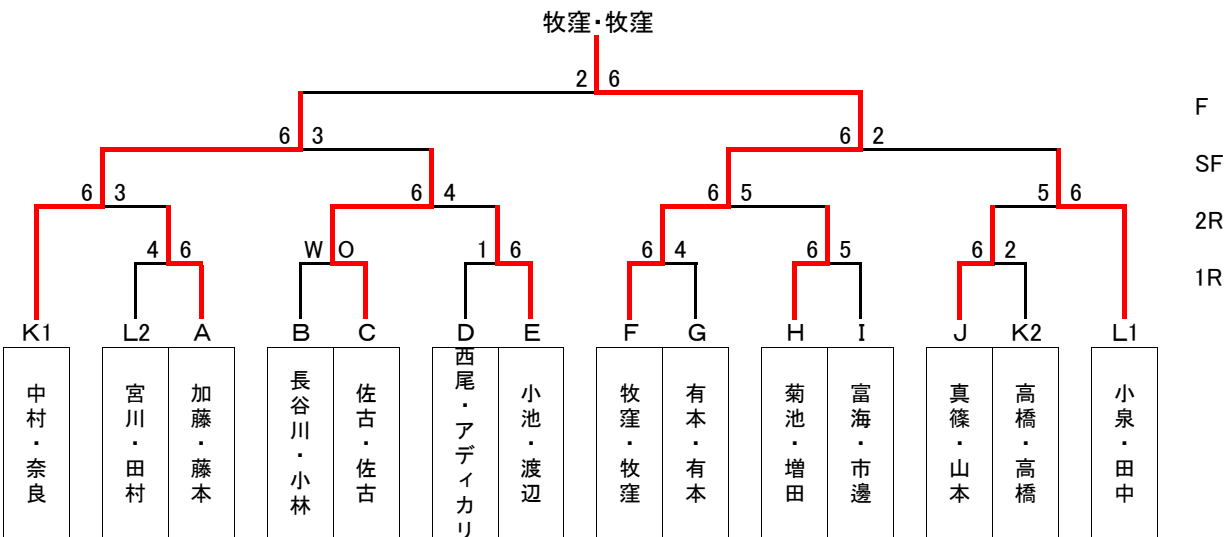 牧窪・牧窪
2 6
F
6 3 6 2
SF
6 3 6 4 6 5 5 6
2R
4 6 W O 1 6 6 4 6 5 6 2
1R
K1 L2 A B C D E F G H I J K2 L1
中村・奈良
宮川・田村
加藤・藤本
長谷川・小林
佐古・佐古
西尾・アディカリ
小池・渡辺
牧窪・牧窪
有本・有本
菊池・増田
富海・市邊
真篠・山本
高橋・高橋
小泉・田中